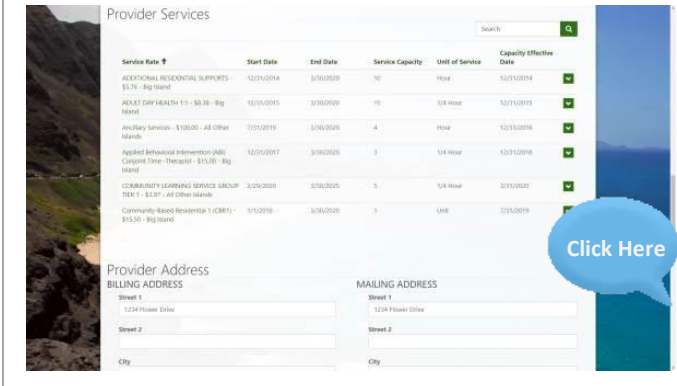 Provider Services
Search
Service Rate ↑ Start Date End Date Service Capacity Unit of Service Capacity Effective Date
ADDITIONAL RESIDENTIAL SUPPORTS - $5.76 - Big Island 12/31/2014 3/30/2020 10 Hour 12/31/2014
ADULT DAY HEALTH 1:1 - $8.38 - Big Island 12/31/2015 3/30/2020 15 1/4 Hour 12/31/2015
Ancillary Services - $100.00 - All Other Islands 7/31/2019 3/30/2020 4 Hour 12/31/2016
Applied Behavioral Intervention (ABI) Conjoint Time -Therapist - $15.00 - Big Island 12/31/2017 3/30/2020 3 1/4 Hour 12/31/2018
COMMUNITY LEARNING SERVICE GROUP TIER 1 - $3.97 - All Other Islands 2/29/2020 3/30/2025 5 1/4 Hour 3/31/2020
Community-Based Residential 1 (CBR1) - $15.50 - Big Island 1/1/2018 3/30/2020 1 Unit 7/31/2019
Click Here
Provider Address
BILLING ADDRESS MAILING ADDRESS
Street 1 Street 1
1234 Flower Drive 1234 Flower Drive
Street 2 Street 2
City City